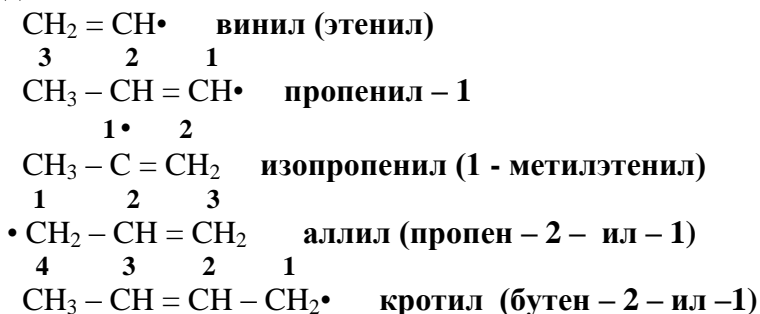 CH₂ = CH• винил (этенил)
3 2 1
CH₃ – CH = CH• пропенил – 1
1 • 2
CH₃ – C = CH₂ изопропенил (1 - метилэтенил)
1 2 3
• CH₂ – CH = CH₂ аллил (пропен – 2 – ил – 1)
4 3 2 1
CH₃ – CH = CH – CH₂• кротил (бутен – 2 – ил –1)